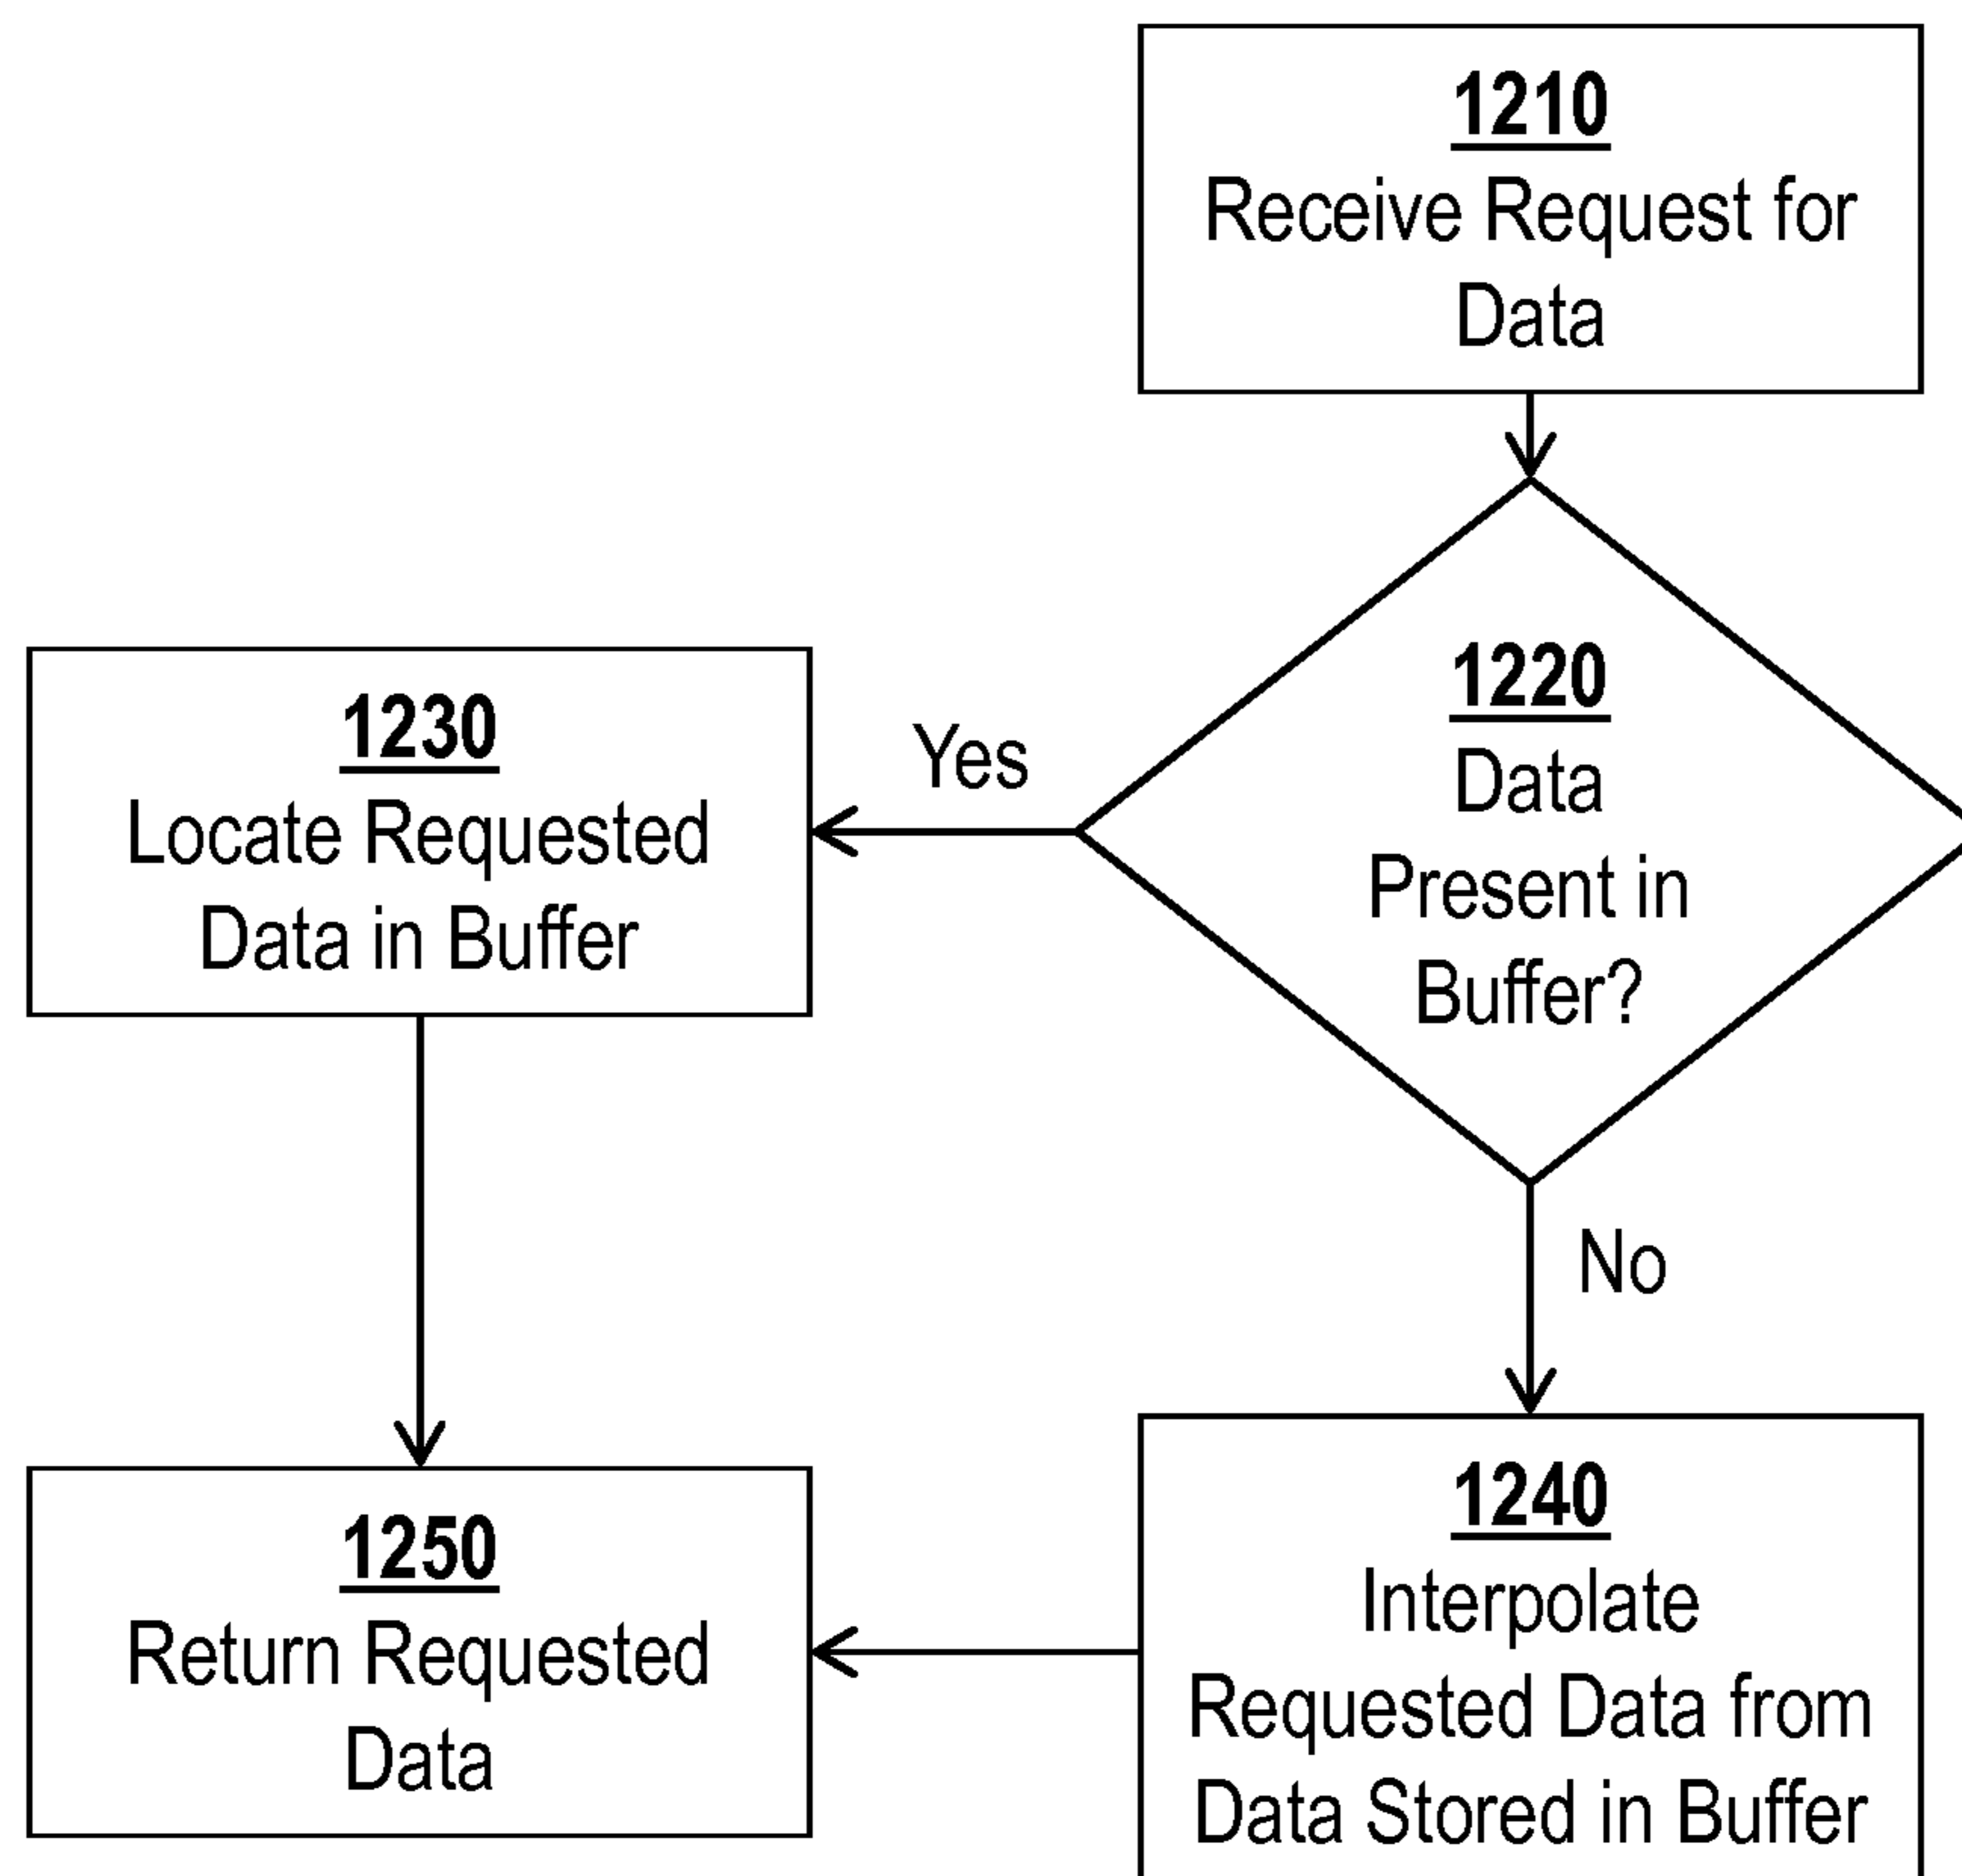 1210
Receive Request for
Data
1220
Data
Present in
Buffer?
Yes
1230
Locate Requested
Data in Buffer
No
1240
Interpolate
Requested Data from
Data Stored in Buffer
1250
Return Requested
Data